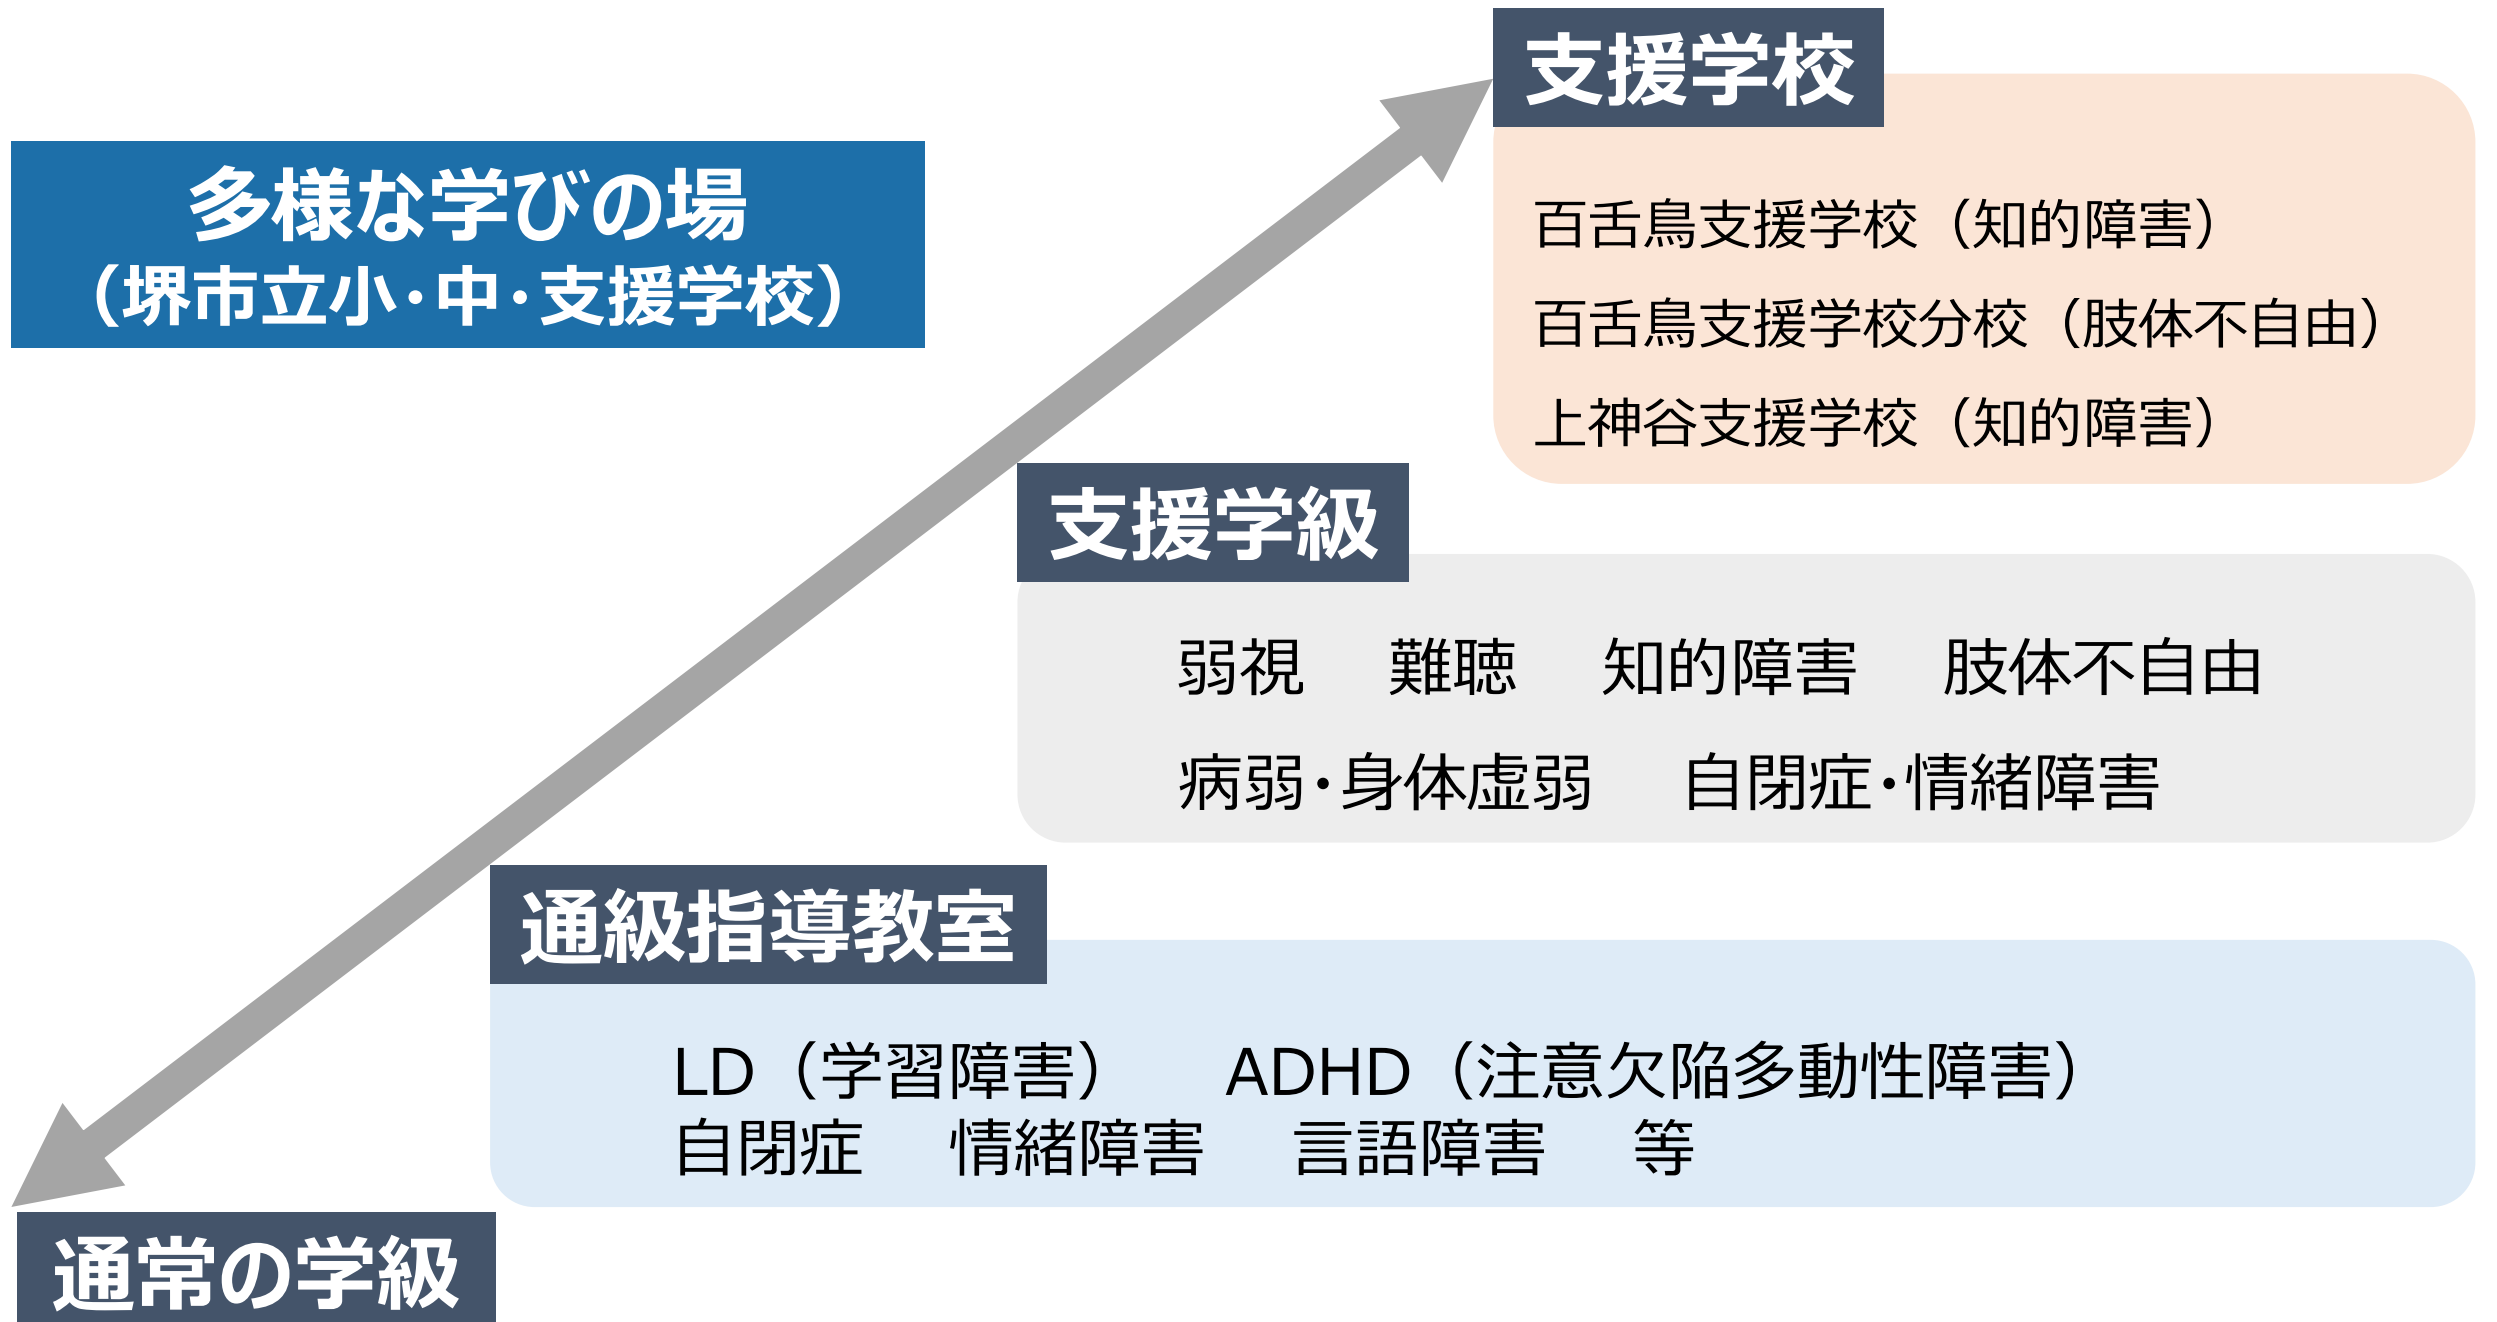 多様な学びの場
(堺市立小・中・支援学校)
支援学校
百舌鳥支援学校（知的障害）
百舌鳥支援学校分校（肢体不自由）
上神谷支援学校（知的障害）
支援学級
弱視　難聴　知的障害　肢体不自由
病弱・身体虚弱　自閉症・情緒障害
通級指導教室
LD（学習障害）　ADHD（注意欠陥多動性障害）
自閉症　情緒障害　言語障害　等
通常の学級